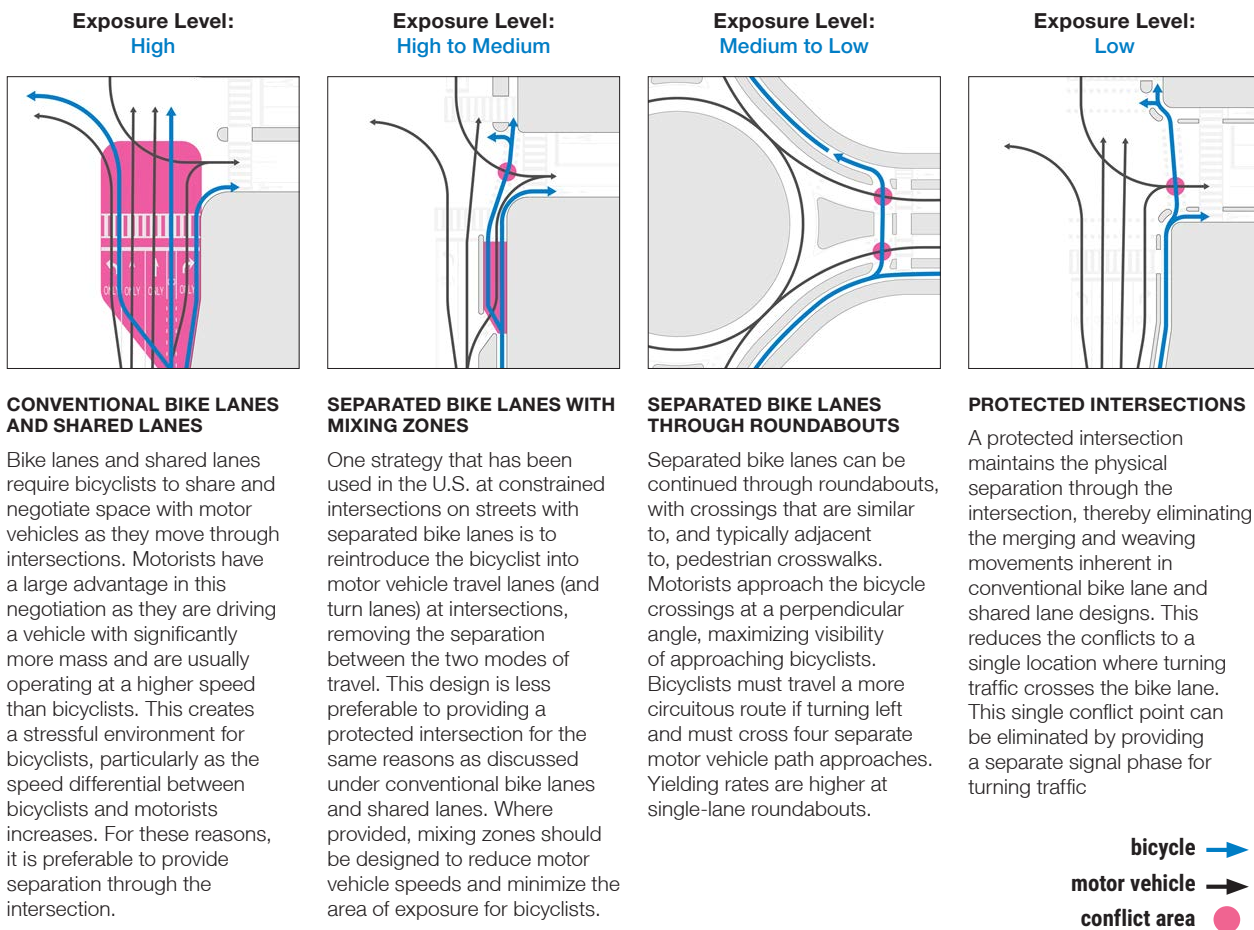 Exposure Level:
High
CONVENTIONAL BIKE LANES
AND SHARED LANES
Bike lanes and shared lanes
require bicyclists to share and
negotiate space with motor
vehicles as they move through
intersections. Motorists have
a large advantage in this
negotiation as they are driving
a vehicle with significantly
more mass and are usually
operating at a higher speed
than bicyclists. This creates
a stressful environment for
bicyclists, particularly as the
speed differential between
bicyclists and motorists
increases. For these reasons,
it is preferable to provide
separation through the
intersection.
ONLY ONLY ONLY ONLY
Exposure Level:
High to Medium
SEPARATED BIKE LANES WITH
MIXING ZONES
One strategy that has been
used in the U.S. at constrained
intersections on streets with
separated bike lanes is to
reintroduce the bicyclist into
motor vehicle travel lanes (and
turn lanes) at intersections,
removing the separation
between the two modes of
travel. This design is less
preferable to providing a
protected intersection for the
same reasons as discussed
under conventional bike lanes
and shared lanes. Where
provided, mixing zones should
be designed to reduce motor
vehicle speeds and minimize the
area of exposure for bicyclists.
Exposure Level:
Medium to Low
SEPARATED BIKE LANES
THROUGH ROUNDABOUTS
Separated bike lanes can be
continued through roundabouts,
with crossings that are similar
to, and typically adjacent
to, pedestrian crosswalks.
Motorists approach the bicycle
crossings at a perpendicular
angle, maximizing visibility
of approaching bicyclists.
Bicyclists must travel a more
circuitous route if turning left
and must cross four separate
motor vehicle path approaches.
Yielding rates are higher at
single-lane roundabouts.
Exposure Level:
Low
PROTECTED INTERSECTIONS
A protected intersection
maintains the physical
separation through the
intersection, thereby eliminating
the merging and weaving
movements inherent in
conventional bike lane and
shared lane designs. This
reduces the conflicts to a
single location where turning
traffic crosses the bike lane.
This single conflict point can
be eliminated by providing
a separate signal phase for
turning traffic
bicycle
motor vehicle
conflict area